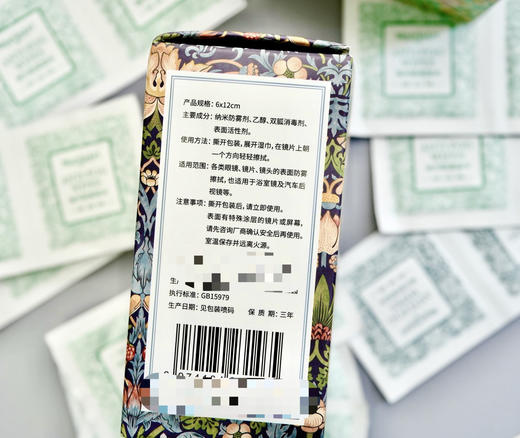 产品规格：6x12cm
主要成分：纳米防雾剂、乙醇、双胍消毒剂、
表面活性剂。
使用方法：撕开包装，展开湿巾，在镜片上朝
一个方向轻轻擦拭。
适用范围：各类眼镜、镜片、镜头的表面防雾
擦拭，也适用于浴室镜及汽车后
视镜等。
注意事项：撕开包装后，请立即使用。
表面有特殊涂层的镜片或屏幕，
请先咨询厂商确认安全后再使用。
室温保存并远离火源。
执行标准：GB15979
生产日期：见包装喷码 保 质 期：三年